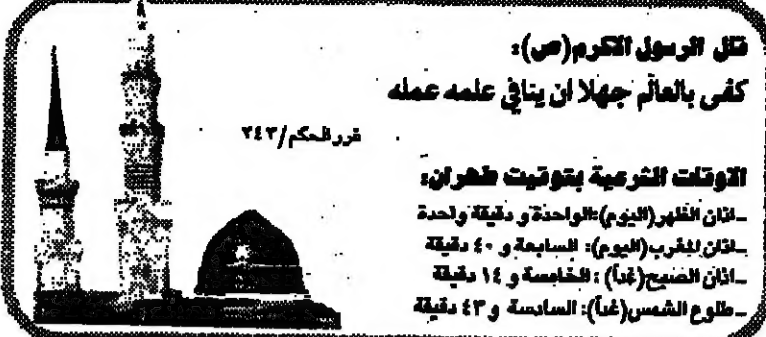 قال الرسول الاكرم(ص):
كفى بالعالم جهلا ان ينافي علمه عمله
غرر الحكم/٢٤٣
الاوقات الشرعية بتوقيت طهران:
ـ اذان الظهر(اليوم): الواحدة و دقيقة واحدة
ـ اذان المغرب(اليوم): السابعة و ٤٠ دقيقة
ـ اذان الصبح(غداً): الخامسة و ١٤ دقيقة
ـ طلوع الشمس(غداً): السادسة و ٤٣ دقيقة